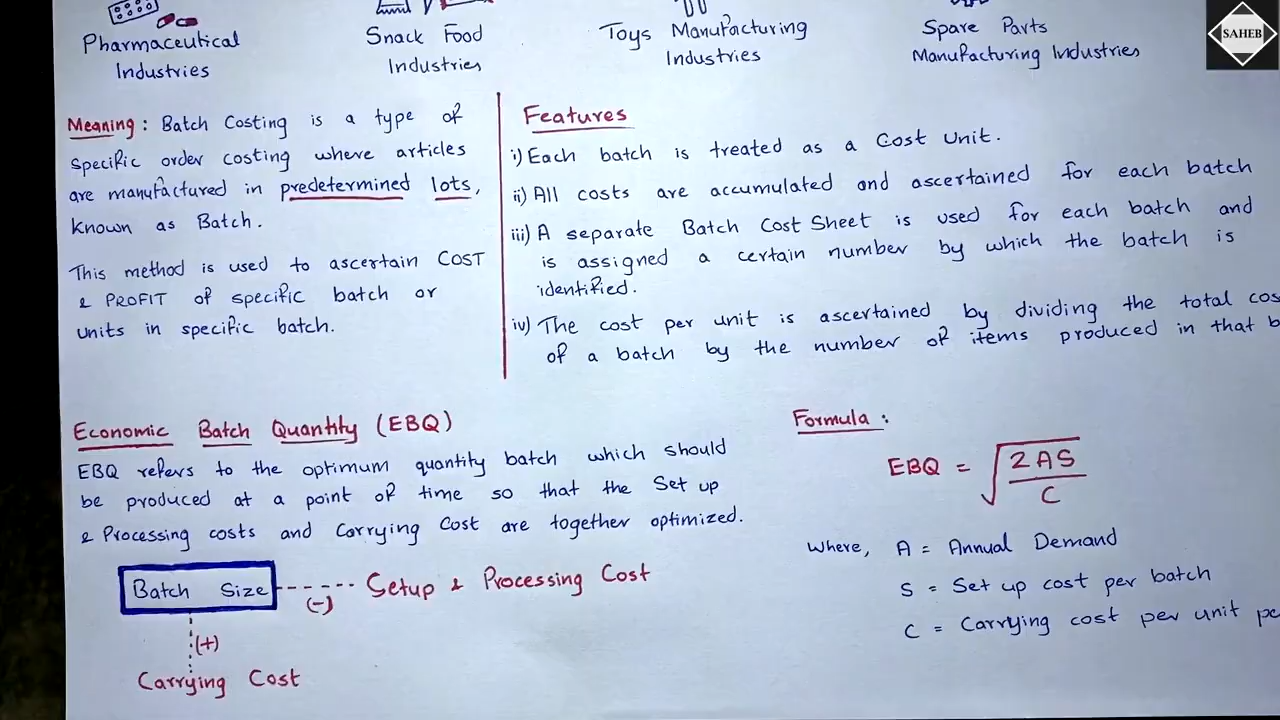 Pharmaceutical
Industries
Snack Food
Industries
Toys Manufacturing
Industries
Spare Parts
Manufacturing Industries
SAHEB
Meaning : Batch Costing is a type of
specific order costing where articles
are manufactured in predetermined lots,
known as Batch.
This method is used to ascertain COST
& PROFIT of specific batch or
units in specific batch.
Features
i) Each batch is treated as a Cost Unit.
ii) All costs are accumulated and ascertained for each batch
iii) A separate Batch Cost Sheet is used for each batch and
is assigned a certain number by which the batch is
identified.
iv) The cost per unit is ascertained by dividing the total
of a batch by the number of items produced in that
Economic Batch Quantity (EBQ)
EBQ refers to the optimum quantity batch which should
be produced at a point of time so that the Set up
& Processing costs and Carrying Cost are together optimized.
Batch Size
(-)
Setup & Processing Cost
(+)
Carrying Cost
Formula :
EBQ = √2AS
C
Where, A = Annual Demand
S = Set up cost per batch
C = Carrying cost per unit